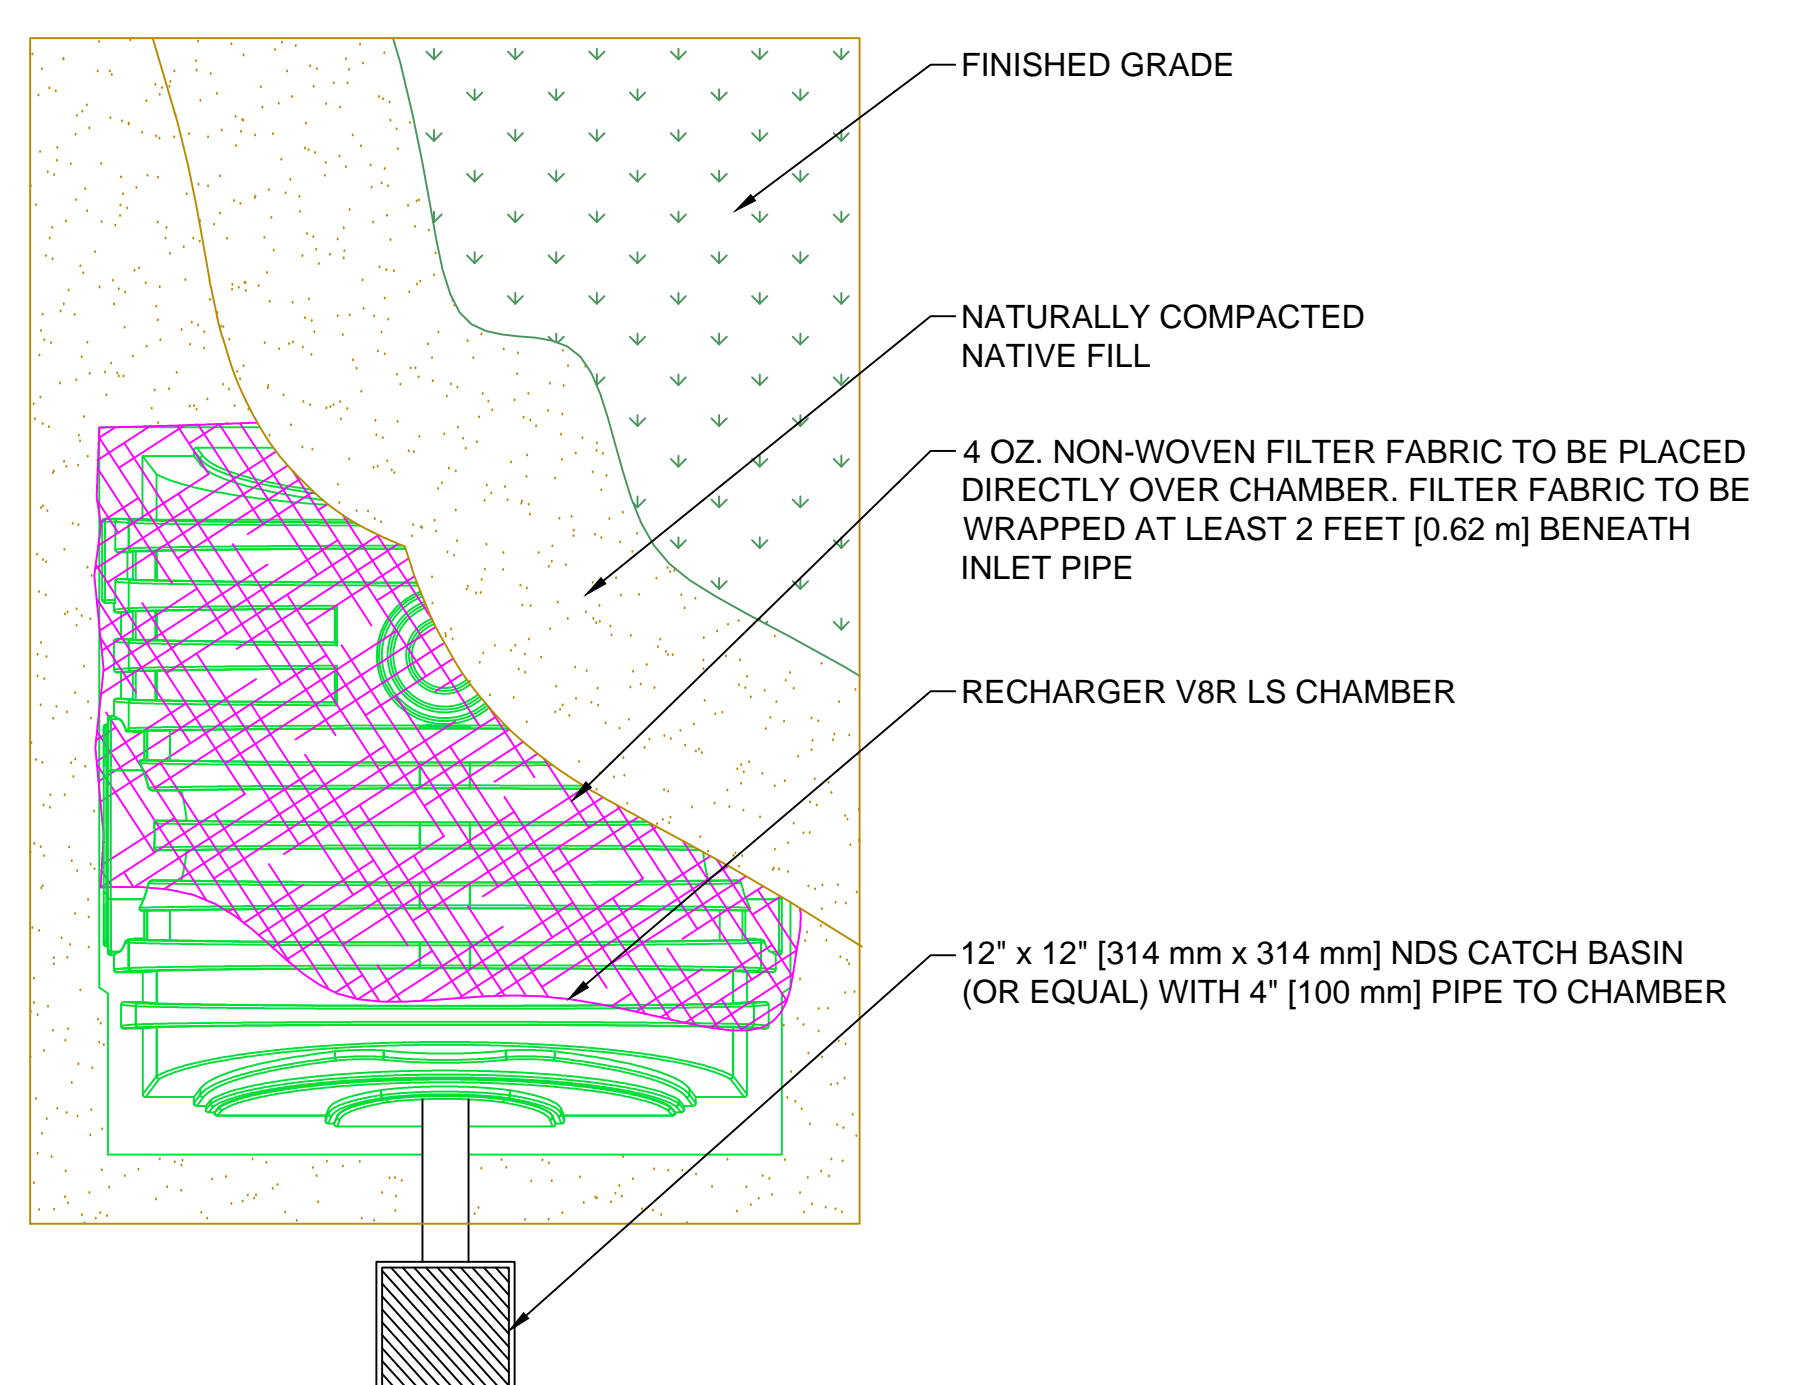 FINISHED GRADE
NATURALLY COMPACTED
NATIVE FILL
4 OZ. NON-WOVEN FILTER FABRIC TO BE PLACED
DIRECTLY OVER CHAMBER. FILTER FABRIC TO BE
WRAPPED AT LEAST 2 FEET [0.62 m] BENEATH
INLET PIPE
RECHARGER V8R LS CHAMBER
12" x 12" [314 mm x 314 mm] NDS CATCH BASIN
(OR EQUAL) WITH 4" [100 mm] PIPE TO CHAMBER